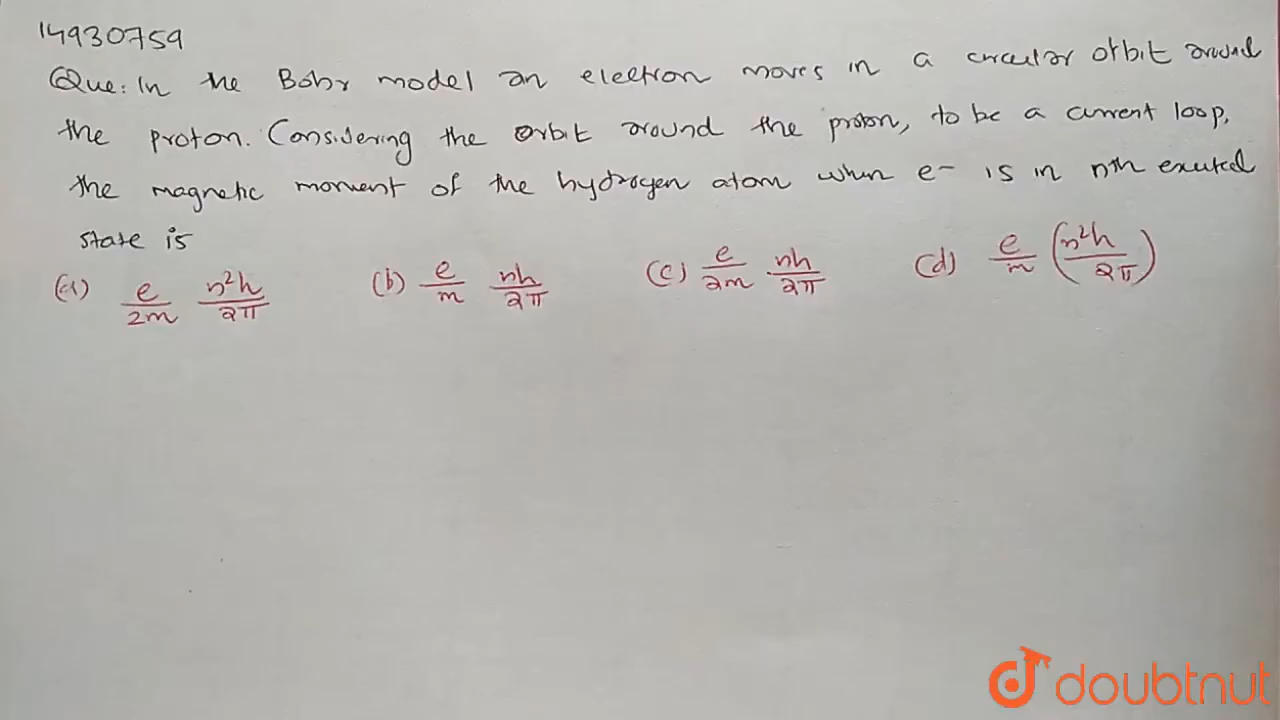 14930759
Que: In the Bohr model an electron moves in a circular orbit around
the proton. Considering the orbit around the proton, to be a current loop,
the magnetic moment of the hydrogen atom when e- is in nth excited
state is
(a) e/2m n²h/2π (b) e/m nh/2π (c) e/2m · nh/2π (d) e/m (n²h/2π)
doubtnut